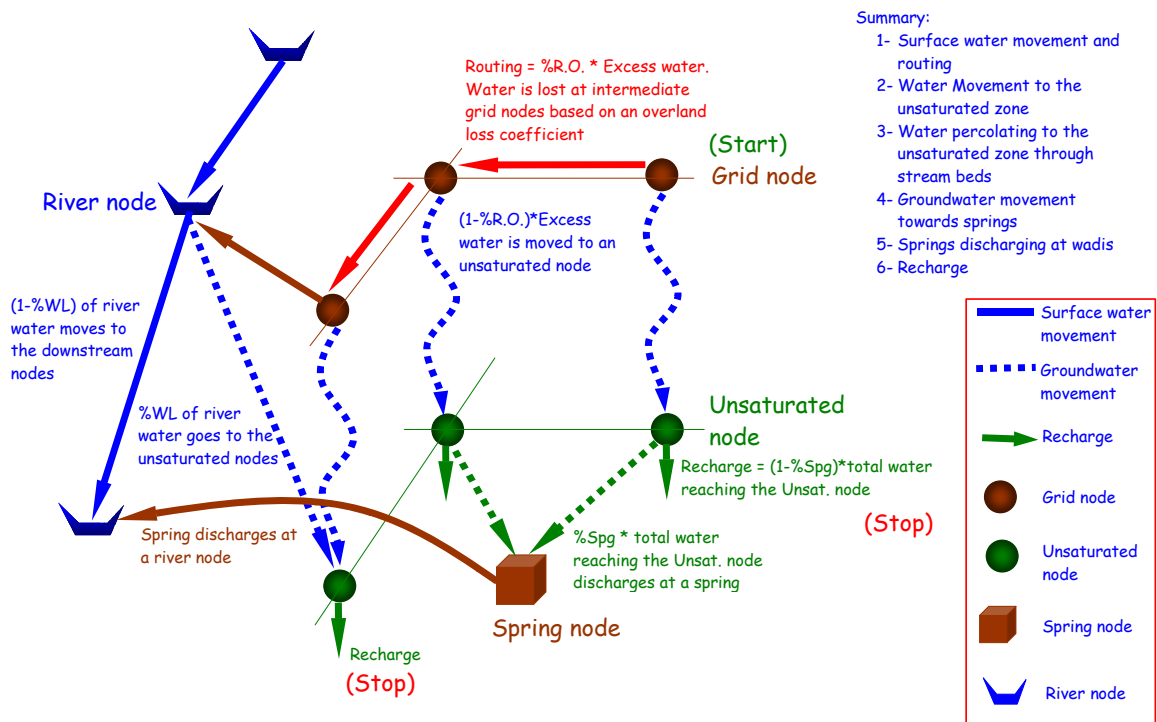 Summary:
1- Surface water movement and
routing
2- Water Movement to the
unsaturated zone
3- Water percolating to the
unsaturated zone through
stream beds
4- Groundwater movement
towards springs
5- Springs discharging at wadis
6- Recharge
Routing = %R.O. * Excess water.
Water is lost at intermediate
grid nodes based on an overland
loss coefficient
(Start)
Grid node
River node
(1-%R.O.)*Excess
water is moved to an
unsaturated node
(1-%WL) of river
water moves to
the downstream
nodes
%WL of river
water goes to the
unsaturated nodes
Unsaturated
node
Recharge = (1-%Spg)*total water
reaching the Unsat. node
(Stop)
Spring discharges at
a river node
%Spg * total water
reaching the Unsat. node
discharges at a spring
Spring node
Recharge
(Stop)
Surface water
movement
Groundwater
movement
Recharge
Grid node
Unsaturated
node
Spring node
River node